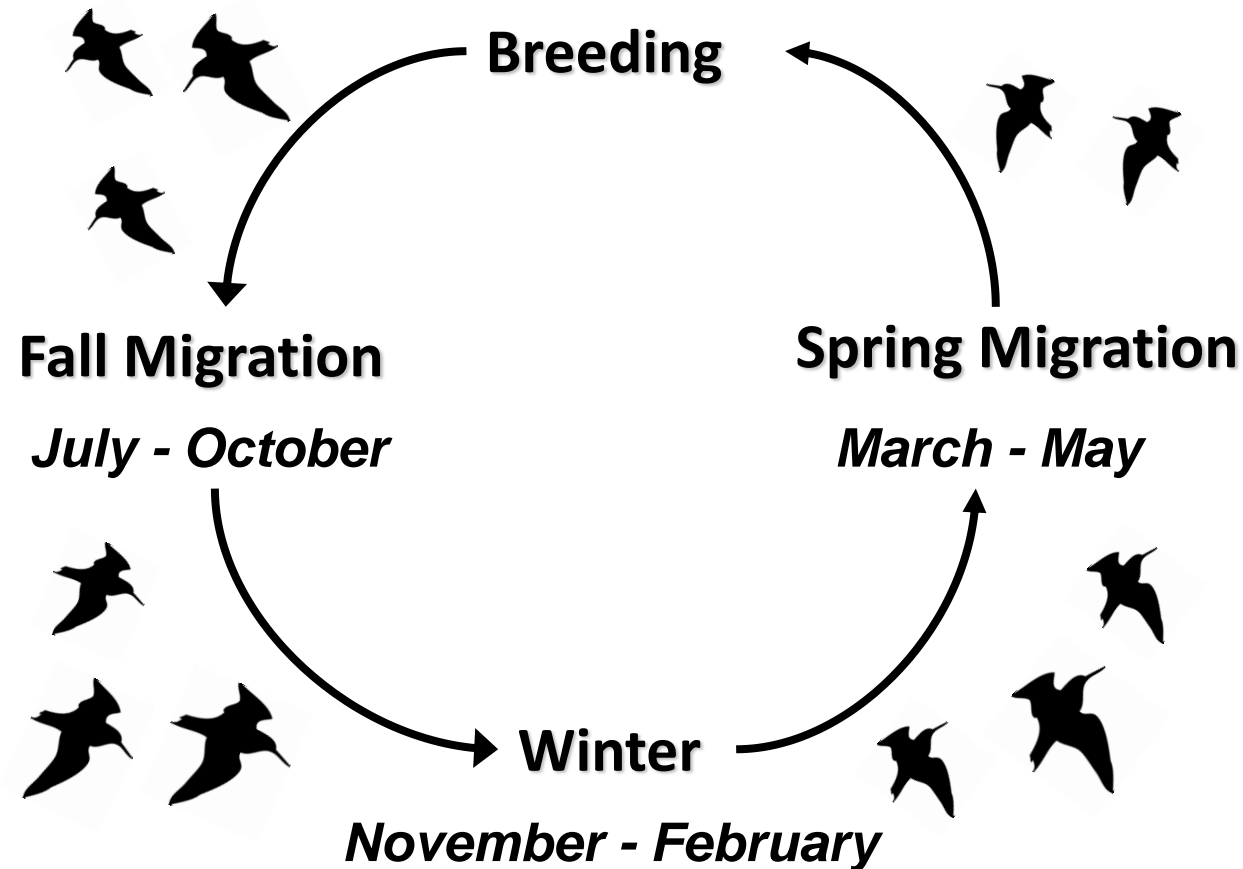 Breeding
Fall Migration
July - October
Spring Migration
March - May
Winter
November - February